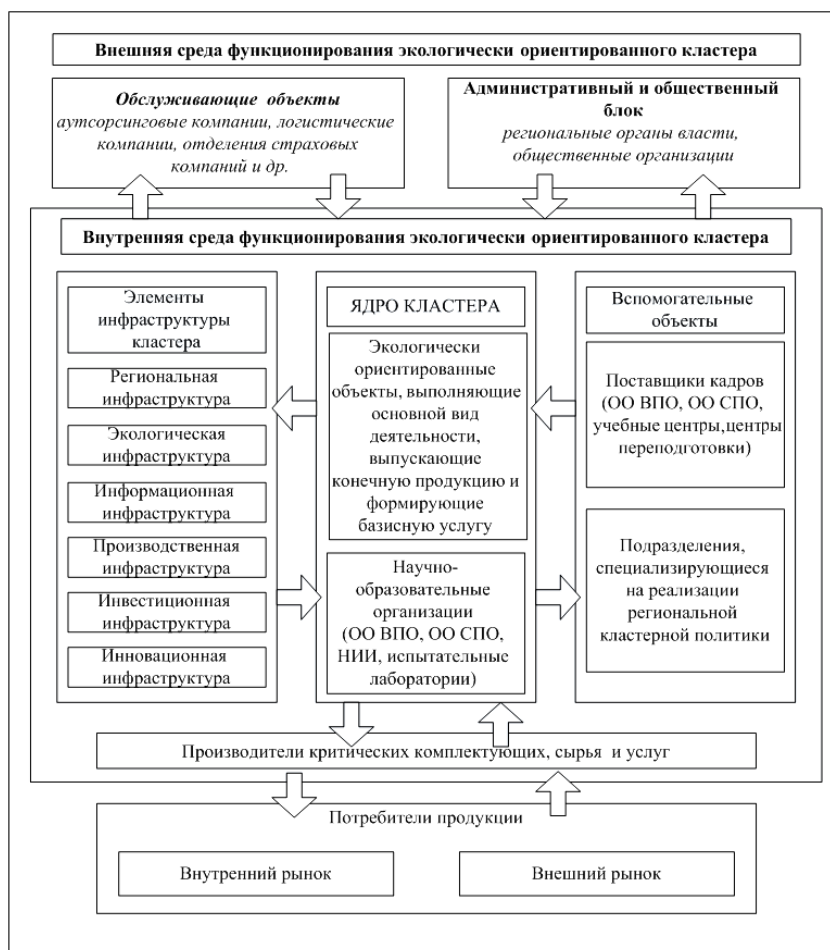 Внешняя среда функционирования экологически ориентированного кластера
Обслуживающие объекты
аутсорсинговые компании, логистические
компании, отделения страховых
компаний и др.
Административный и общественный
блок
региональные органы власти,
общественные организации
Внутренняя среда функционирования экологически ориентированного кластера
Элементы
инфраструктуры
кластера
Региональная
инфраструктура
Экологическая
инфраструктура
Информационная
инфраструктура
Производственная
инфраструктура
Инвестиционная
инфраструктура
Инновационная
инфраструктура
ЯДРО КЛАСТЕРА
Экологически
ориентированные
объекты, выполняющие
основной вид
деятельности,
выпускающие
конечную продукцию и
формирующие
базисную услугу
Научно-
образовательные
организации
(ОО ВПО, ОО СПО,
НИИ, испытательные
лаборатории)
Вспомогательные
объекты
Поставщики кадров
(ОО ВПО, ОО СПО,
учебные центры,центры
переподготовки)
Подразделения,
специализирующиеся
на реализации
региональной
кластерной политики
Производители критических комплектующих, сырья и услуг
Потребители продукции
Внутренний рынок
Внешний рынок